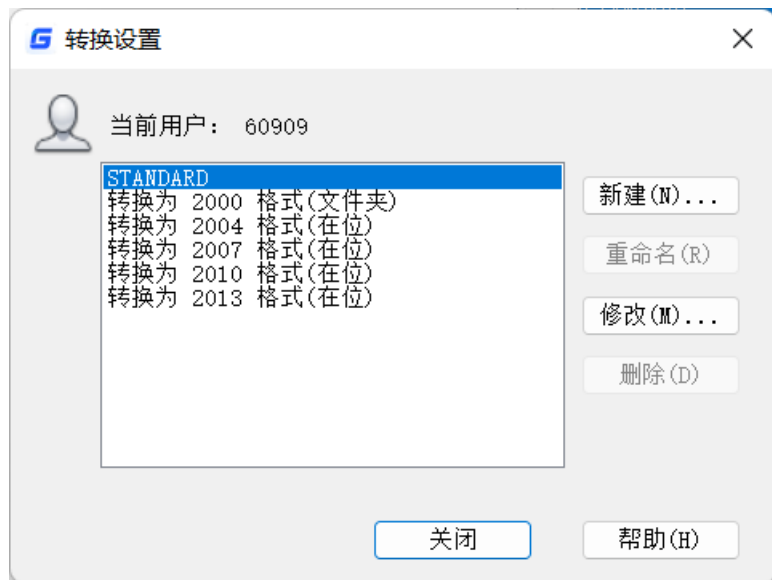 转换设置
当前用户： 60909
STANDARD
转换为 2000 格式(文件夹)
转换为 2004 格式(在位)
转换为 2007 格式(在位)
转换为 2010 格式(在位)
转换为 2013 格式(在位)
新建(N)...
重命名(R)
修改(M)...
删除(D)
关闭
帮助(H)